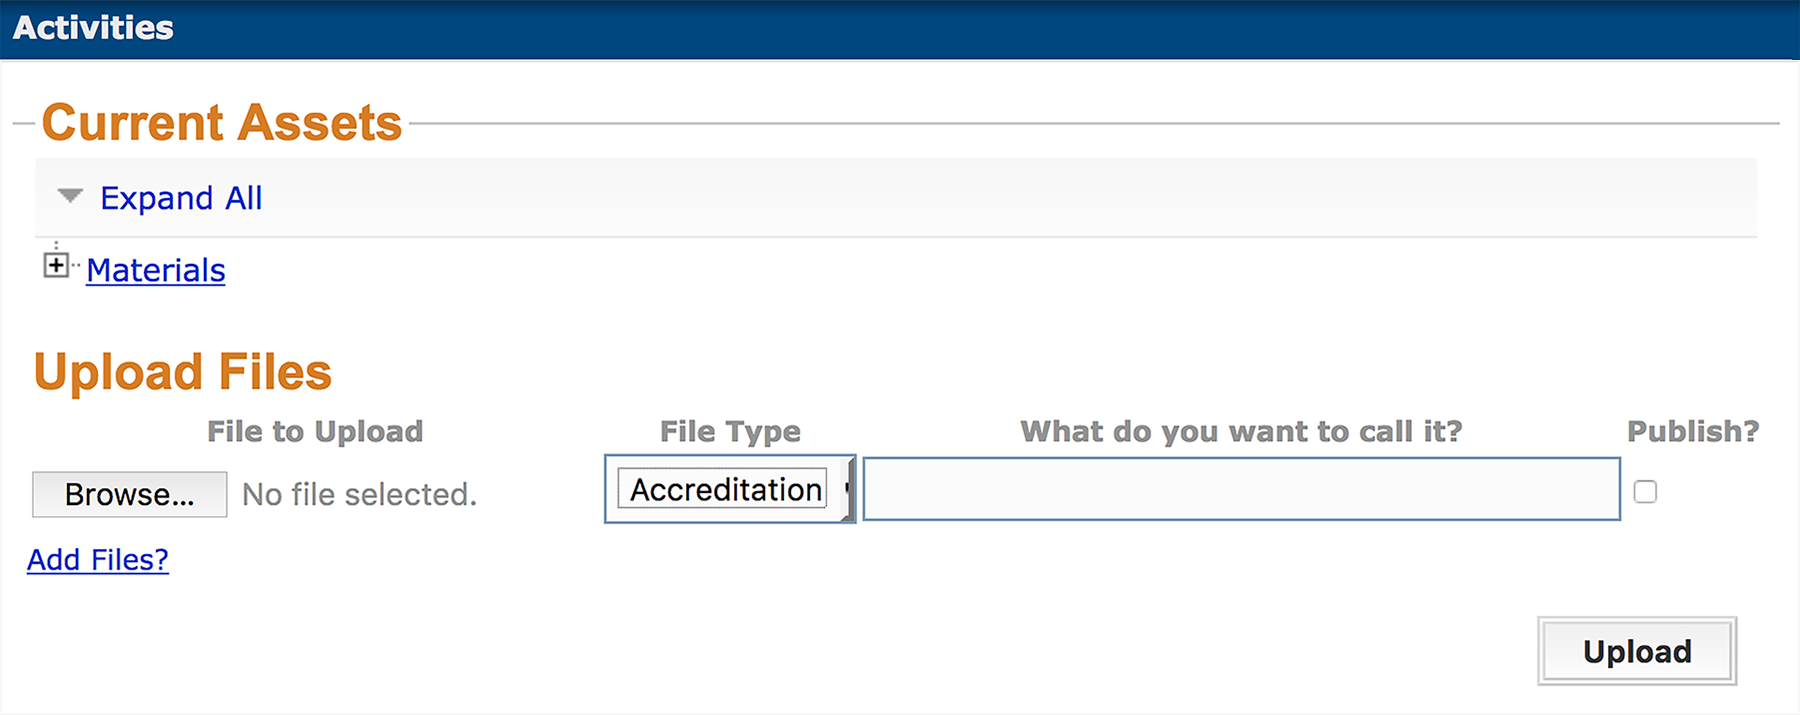 Activities
Current Assets
Expand All
Materials
Upload Files
File to Upload File Type What do you want to call it? Publish?
Browse... No file selected. Accreditation
Add Files?
Upload